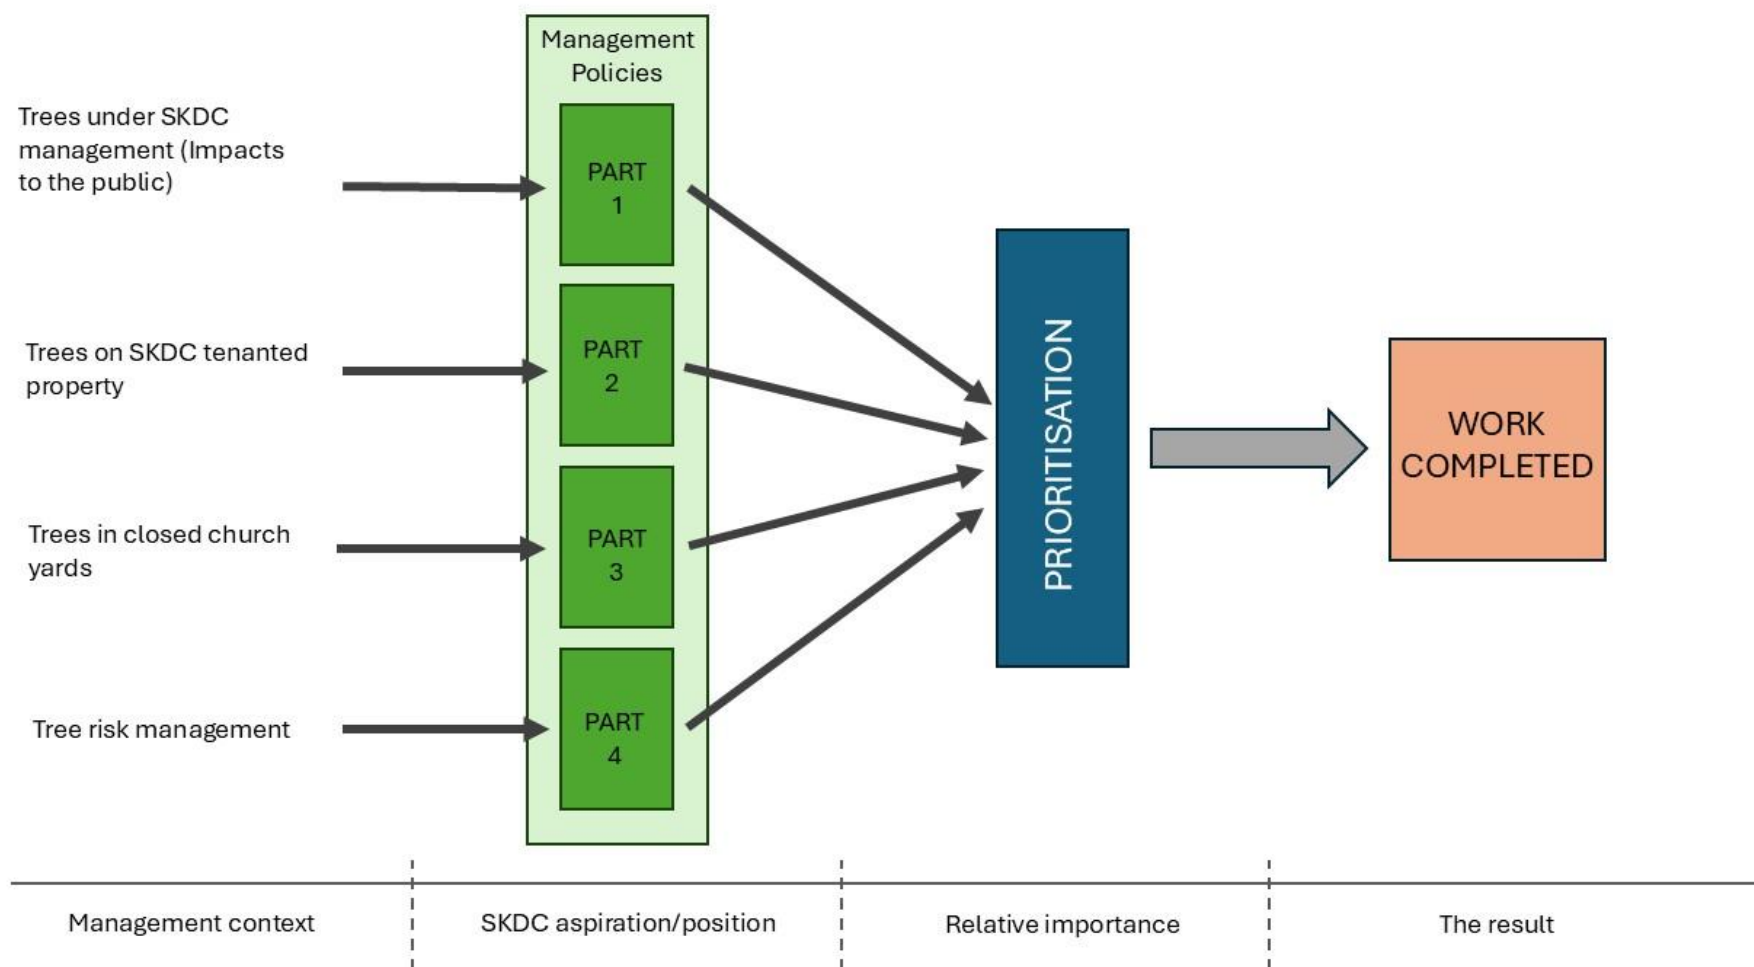 Management
Policies
Trees under SKDC
management (Impacts
to the public)
PART
1
Trees on SKDC tenanted
property
PART
2
Trees in closed church
yards
PART
3
Tree risk management
PART
4
PRIORITISATION
WORK
COMPLETED
Management context
SKDC aspiration/position
Relative importance
The result